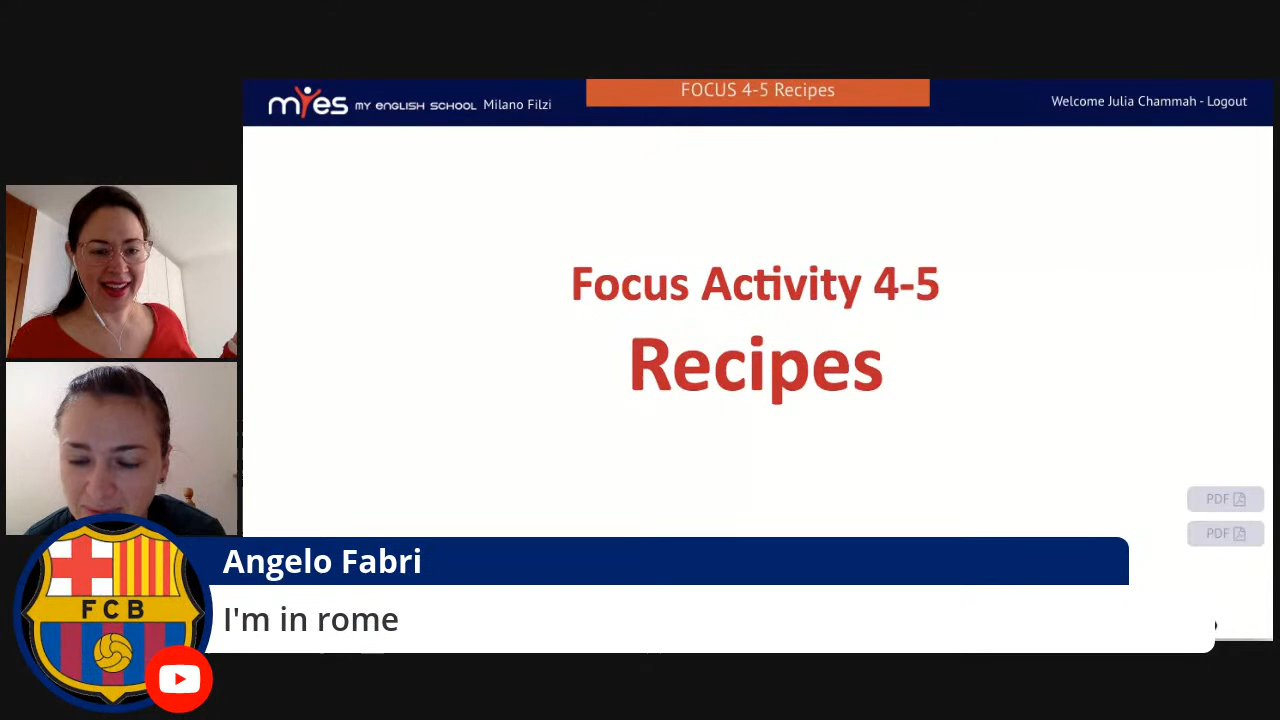 myes MY ENGLISH SCHOOL Milano Filzi
FOCUS 4-5 Recipes
Welcome Julia Chammah - Logout
Focus Activity 4-5
Recipes
PDF
PDF
Angelo Fabri
I'm in rome
FCB